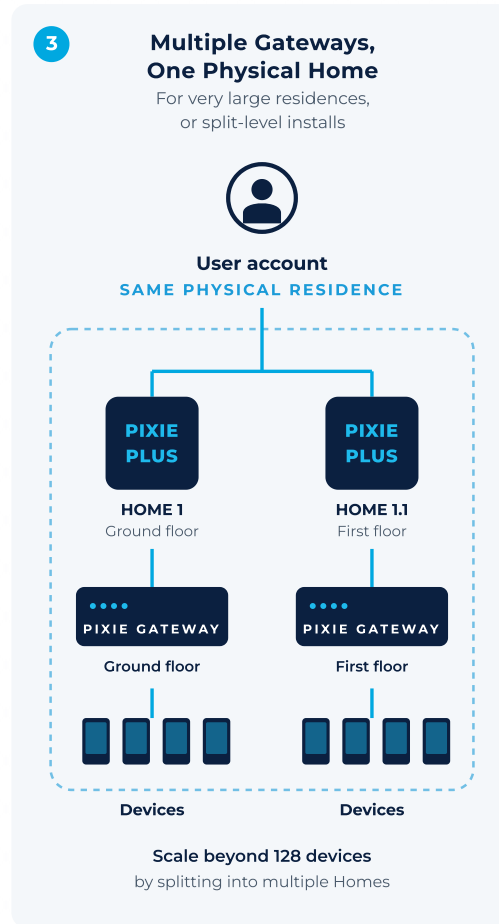 3
Multiple Gateways,
One Physical Home
For very large residences,
or split-level installs
User account
SAME PHYSICAL RESIDENCE
PIXIE
PLUS
PIXIE
PLUS
HOME 1
HOME 1.1
Ground floor
First floor
PIXIE GATEWAY
PIXIE GATEWAY
Ground floor
First floor
Devices
Devices
Scale beyond 128 devices
by splitting into multiple Homes